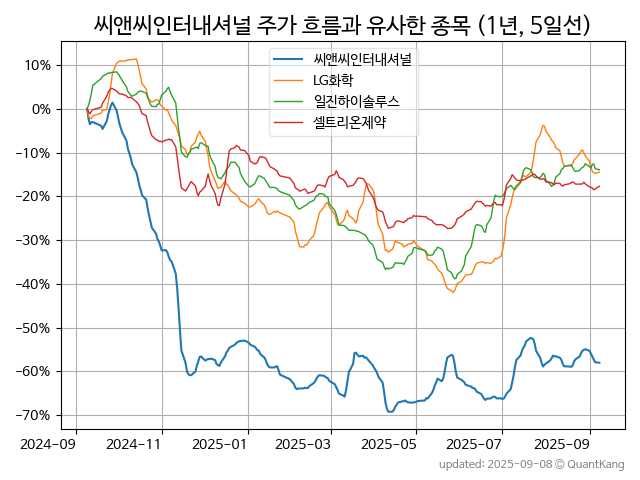 씨앤씨인터내셔널 주가 흐름과 유사한 종목 (1년, 5일선)
씨앤씨인터내셔널
LG화학
일진하이솔루스
셀트리온제약
10%
0%
−10%
−20%
−30%
−40%
−50%
−60%
−70%
2024-09
2024-11
2025-01
2025-03
2025-05
2025-07
2025-09
updated: 2025-09-08 © QuantKang